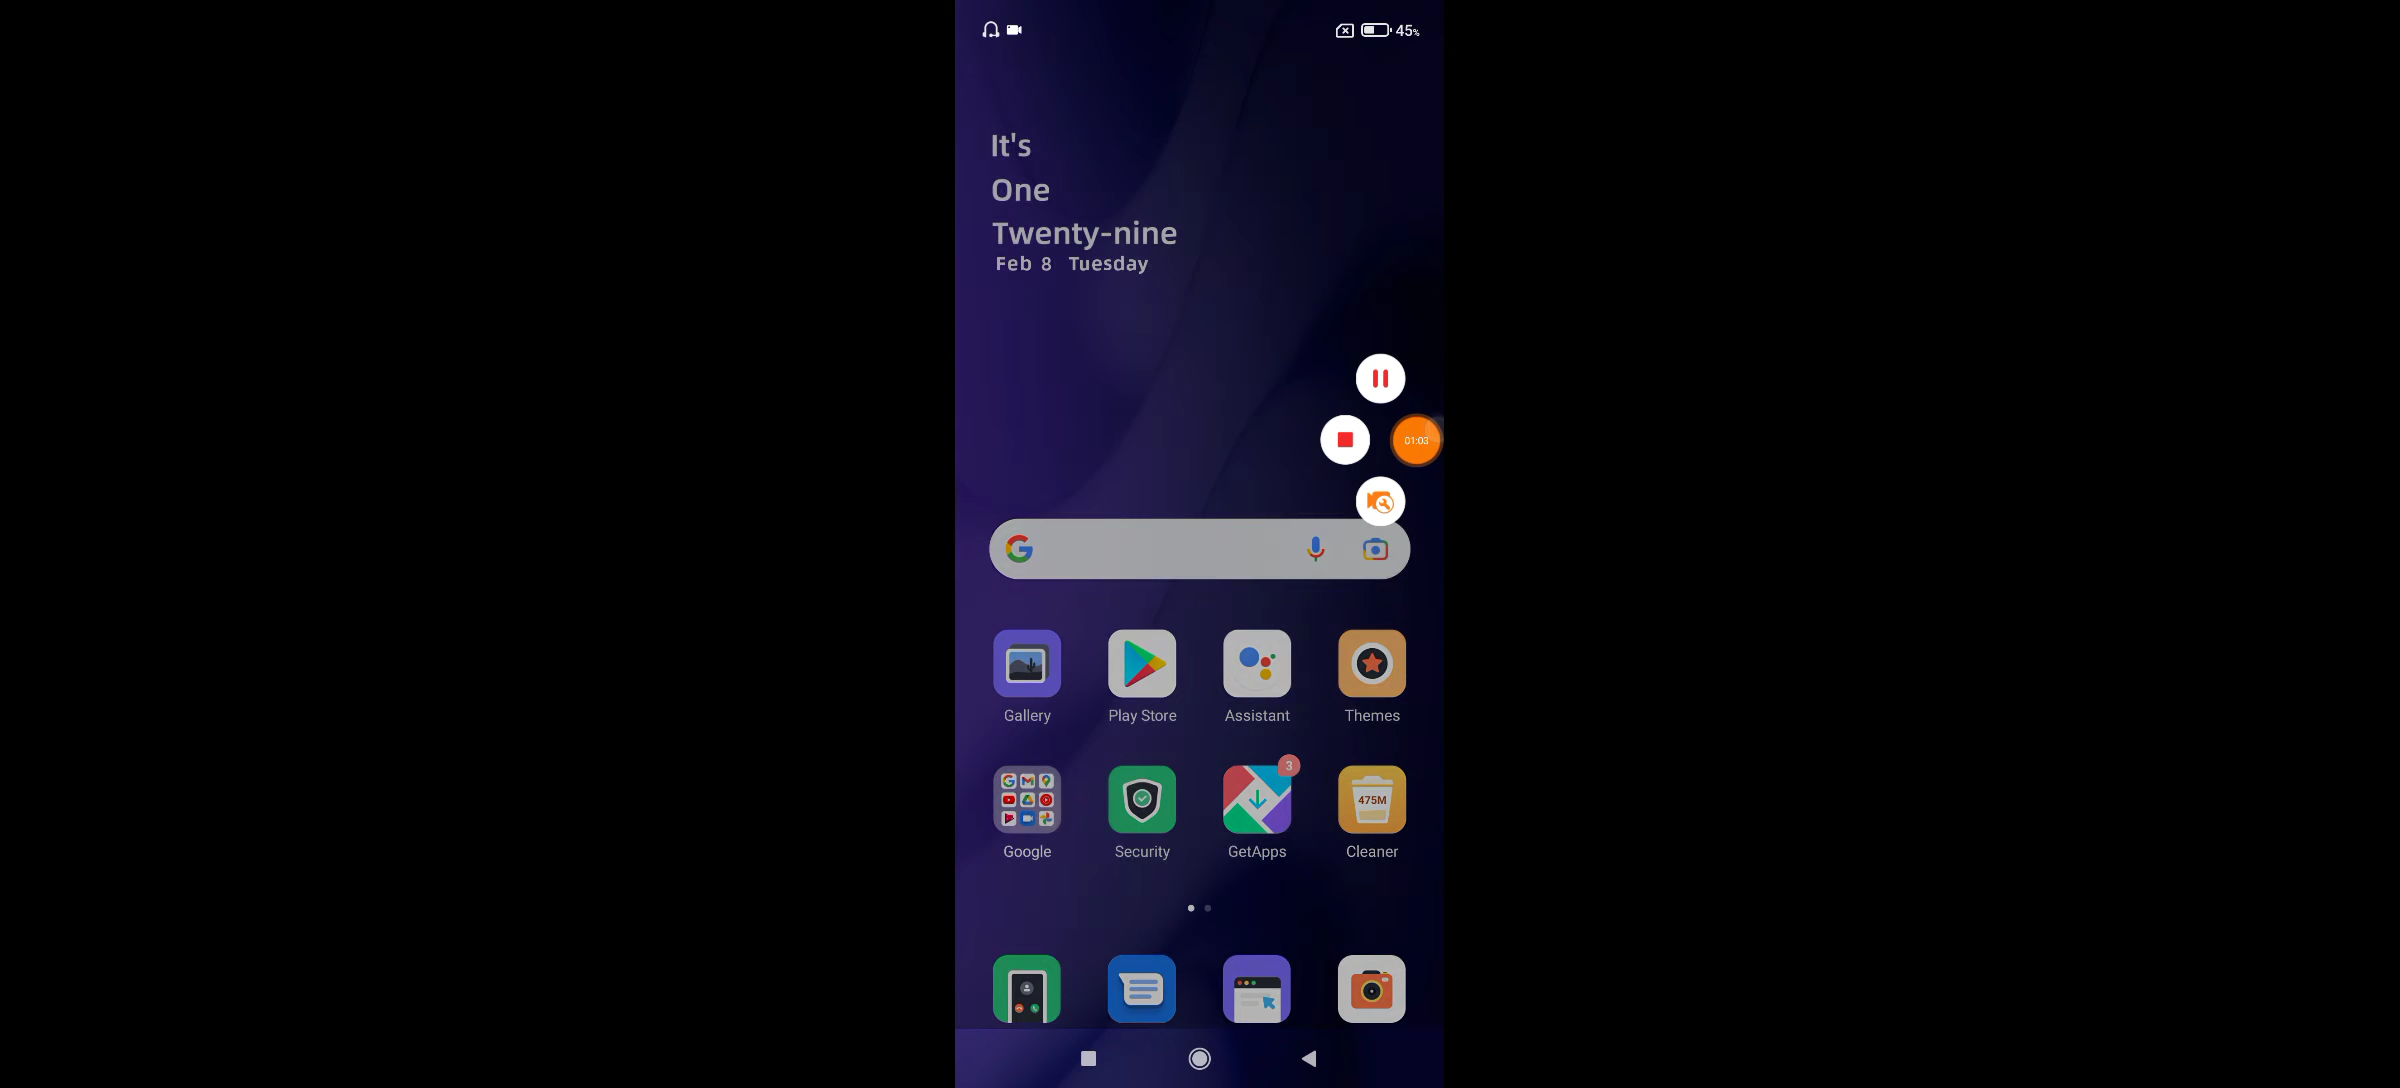 45%
It's
One
Twenty-nine
Feb 8 Tuesday
01:03
Gallery Play Store Assistant Themes
3
475M
Google Security GetApps Cleaner